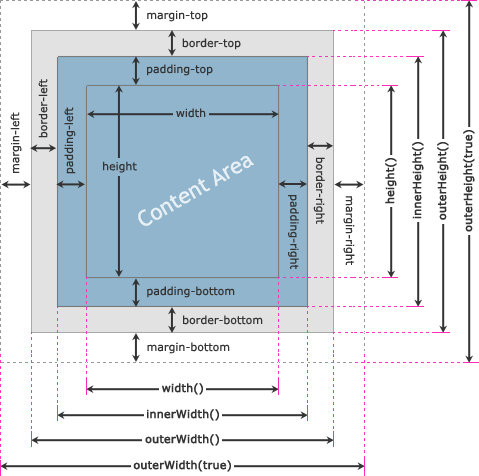 margin-top
border-top
padding-top
margin-left
border-left
padding-left
width
height
Content Area
padding-right
border-right
margin-right
height()
innerHeight()
outerHeight()
outerHeight(true)
padding-bottom
border-bottom
margin-bottom
width()
innerWidth()
outerWidth()
outerWidth(true)